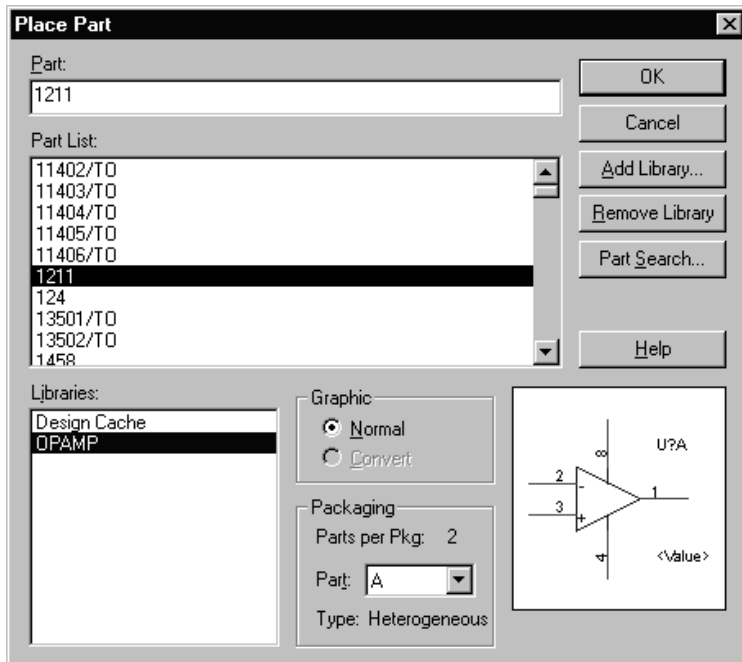 Place Part
Part:
1211
OK
Cancel
Part List:
11402/TO
11403/TO
11404/TO
11405/TO
11406/TO
1211
124
13501/TO
13502/TO
1458
Add Library...
Remove Library
Part Search...
Help
Libraries:
Design Cache
OPAMP
Graphic
Normal
Convert
Packaging
Parts per Pkg: 2
Part: A
Type: Heterogeneous
8
U?A
2
-
1
3
+
4
<Value>